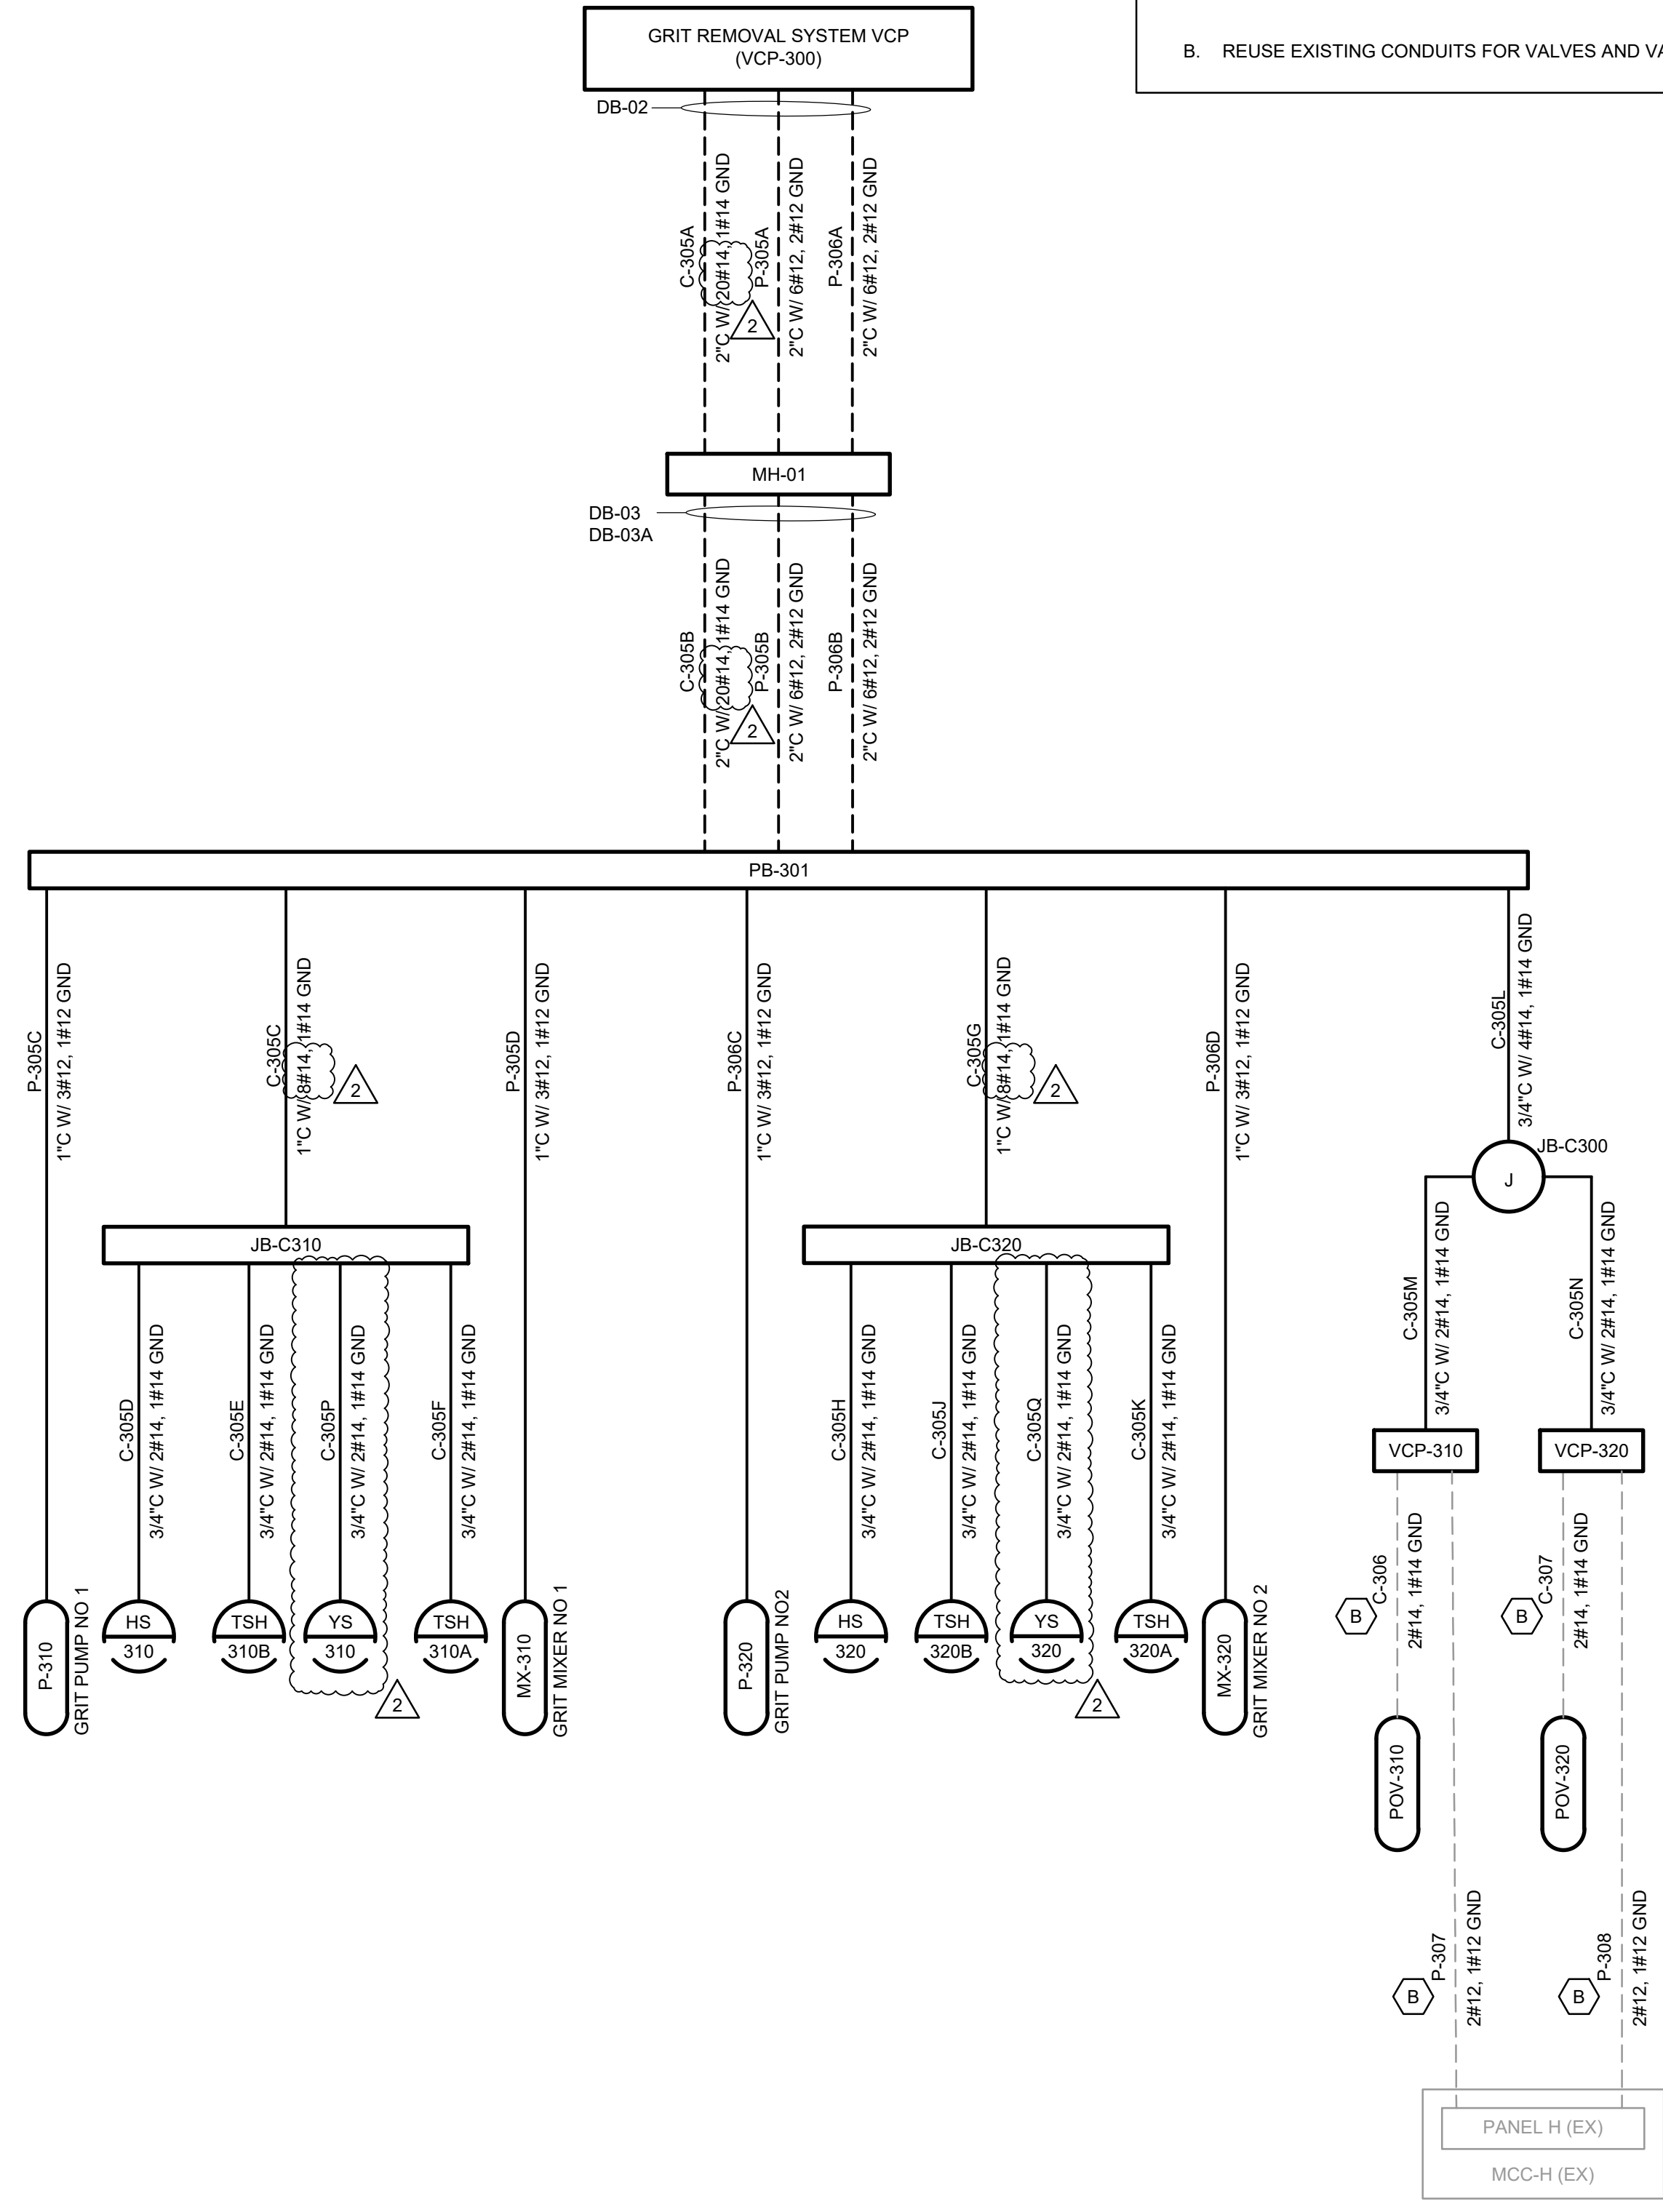 GRIT REMOVAL SYSTEM VCP
(VCP-300)
B. REUSE EXISTING CONDUITS FOR VALVES AND
DB-02
C-305A
2"C W/ 20#14, 1#14 GND
P-305A
2"C W/ 6#12, 2#12 GND
P-306A
2"C W/ 6#12, 2#12 GND
2
MH-01
DB-03
DB-03A
C-305B
2"C W/ 20#14, 1#14 GND
P-305B
2"C W/ 6#12, 2#12 GND
P-306B
2"C W/ 6#12, 2#12 GND
2
PB-301
P-305C
1"C W/ 3#12, 1#12 GND
C-305C
1"C W/ 8#14, 1#14 GND
2
P-305D
1"C W/ 3#12, 1#12 GND
P-306C
1"C W/ 3#12, 1#12 GND
C-305G
1"C W/ 8#14, 1#14 GND
2
P-306D
1"C W/ 3#12, 1#12 GND
C-305L
3/4"C W/ 4#14, 1#14 GND
JB-C300
J
JB-C310
JB-C320
C-305D
3/4"C W/ 2#14, 1#14 GND
C-305E
3/4"C W/ 2#14, 1#14 GND
C-305P
3/4"C W/ 2#14, 1#14 GND
C-305F
3/4"C W/ 2#14, 1#14 GND
C-305H
3/4"C W/ 2#14, 1#14 GND
C-305J
3/4"C W/ 2#14, 1#14 GND
C-305Q
3/4"C W/ 2#14, 1#14 GND
C-305K
3/4"C W/ 2#14, 1#14 GND
C-305M
3/4"C W/ 2#14, 1#14 GND
C-305N
3/4"C W/ 2#14, 1#14 GND
VCP-310
VCP-320
P-310
GRIT PUMP NO 1
HS
310
TSH
310B
YS
310
TSH
310A
2
MX-310
GRIT MIXER NO 1
P-320
GRIT PUMP NO2
HS
320
TSH
320B
YS
320
TSH
320A
2
MX-320
GRIT MIXER NO 2
B
C-306
2#14, 1#14 GND
B
C-307
2#14, 1#14 GND
POV-310
POV-320
B
P-307
2#12, 1#12 GND
B
P-308
2#12, 1#12 GND
PANEL H (EX)
MCC-H (EX)